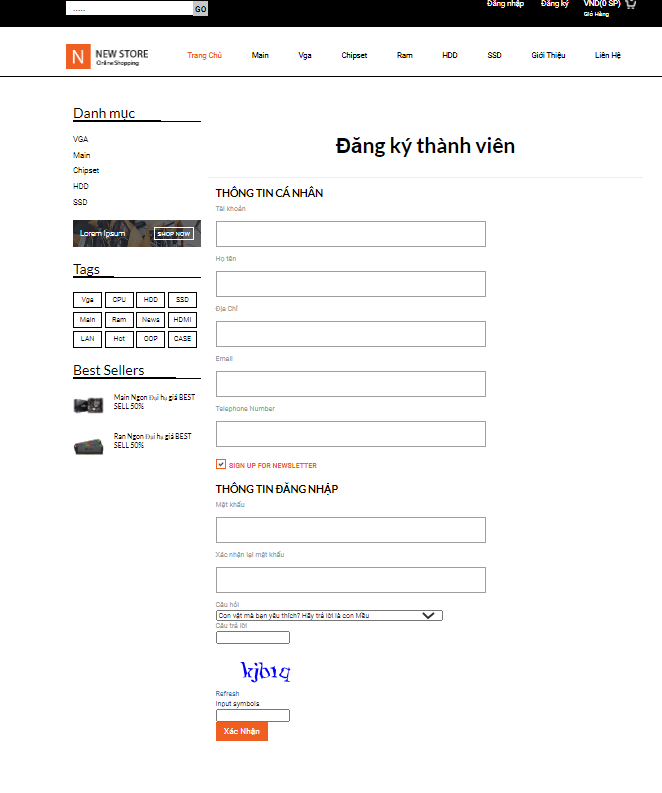 ......
GO
Đăng nhập
Đăng ký
VND(0 SP)
Giỏ Hàng
N
NEW STORE
OnlineShopping
Trang Chủ
Main
Vga
Chipset
Ram
HDD
SSD
Giới Thiệu
Liên Hệ
Danh mục
VGA
Main
Chipset
HDD
SSD
Lorem Ipsum
SHOP NOW
Tags
Vga
CPU
HDD
SSD
Main
Ram
News
HDMI
LAN
Hot
OOP
CASE
Best Sellers
Main Ngon Đại hạ giá BEST
SELL 50%
Ran Ngon Đại hạ giá BEST
SELL 50%
Đăng ký thành viên
THÔNG TIN CÁ NHÂN
Tài khoản
Họ tên
Địa Chỉ
Email
Telephone Number
SIGN UP FOR NEWSLETTER
THÔNG TIN ĐĂNG NHẬP
Mật khẩu
Xác nhận lại mật khẩu
Câu hỏi
Con vật mà bạn yêu thích? Hãy trả lời là con Mều
Câu trả lời
kjb1q
Refresh
Input symbols
Xác Nhận